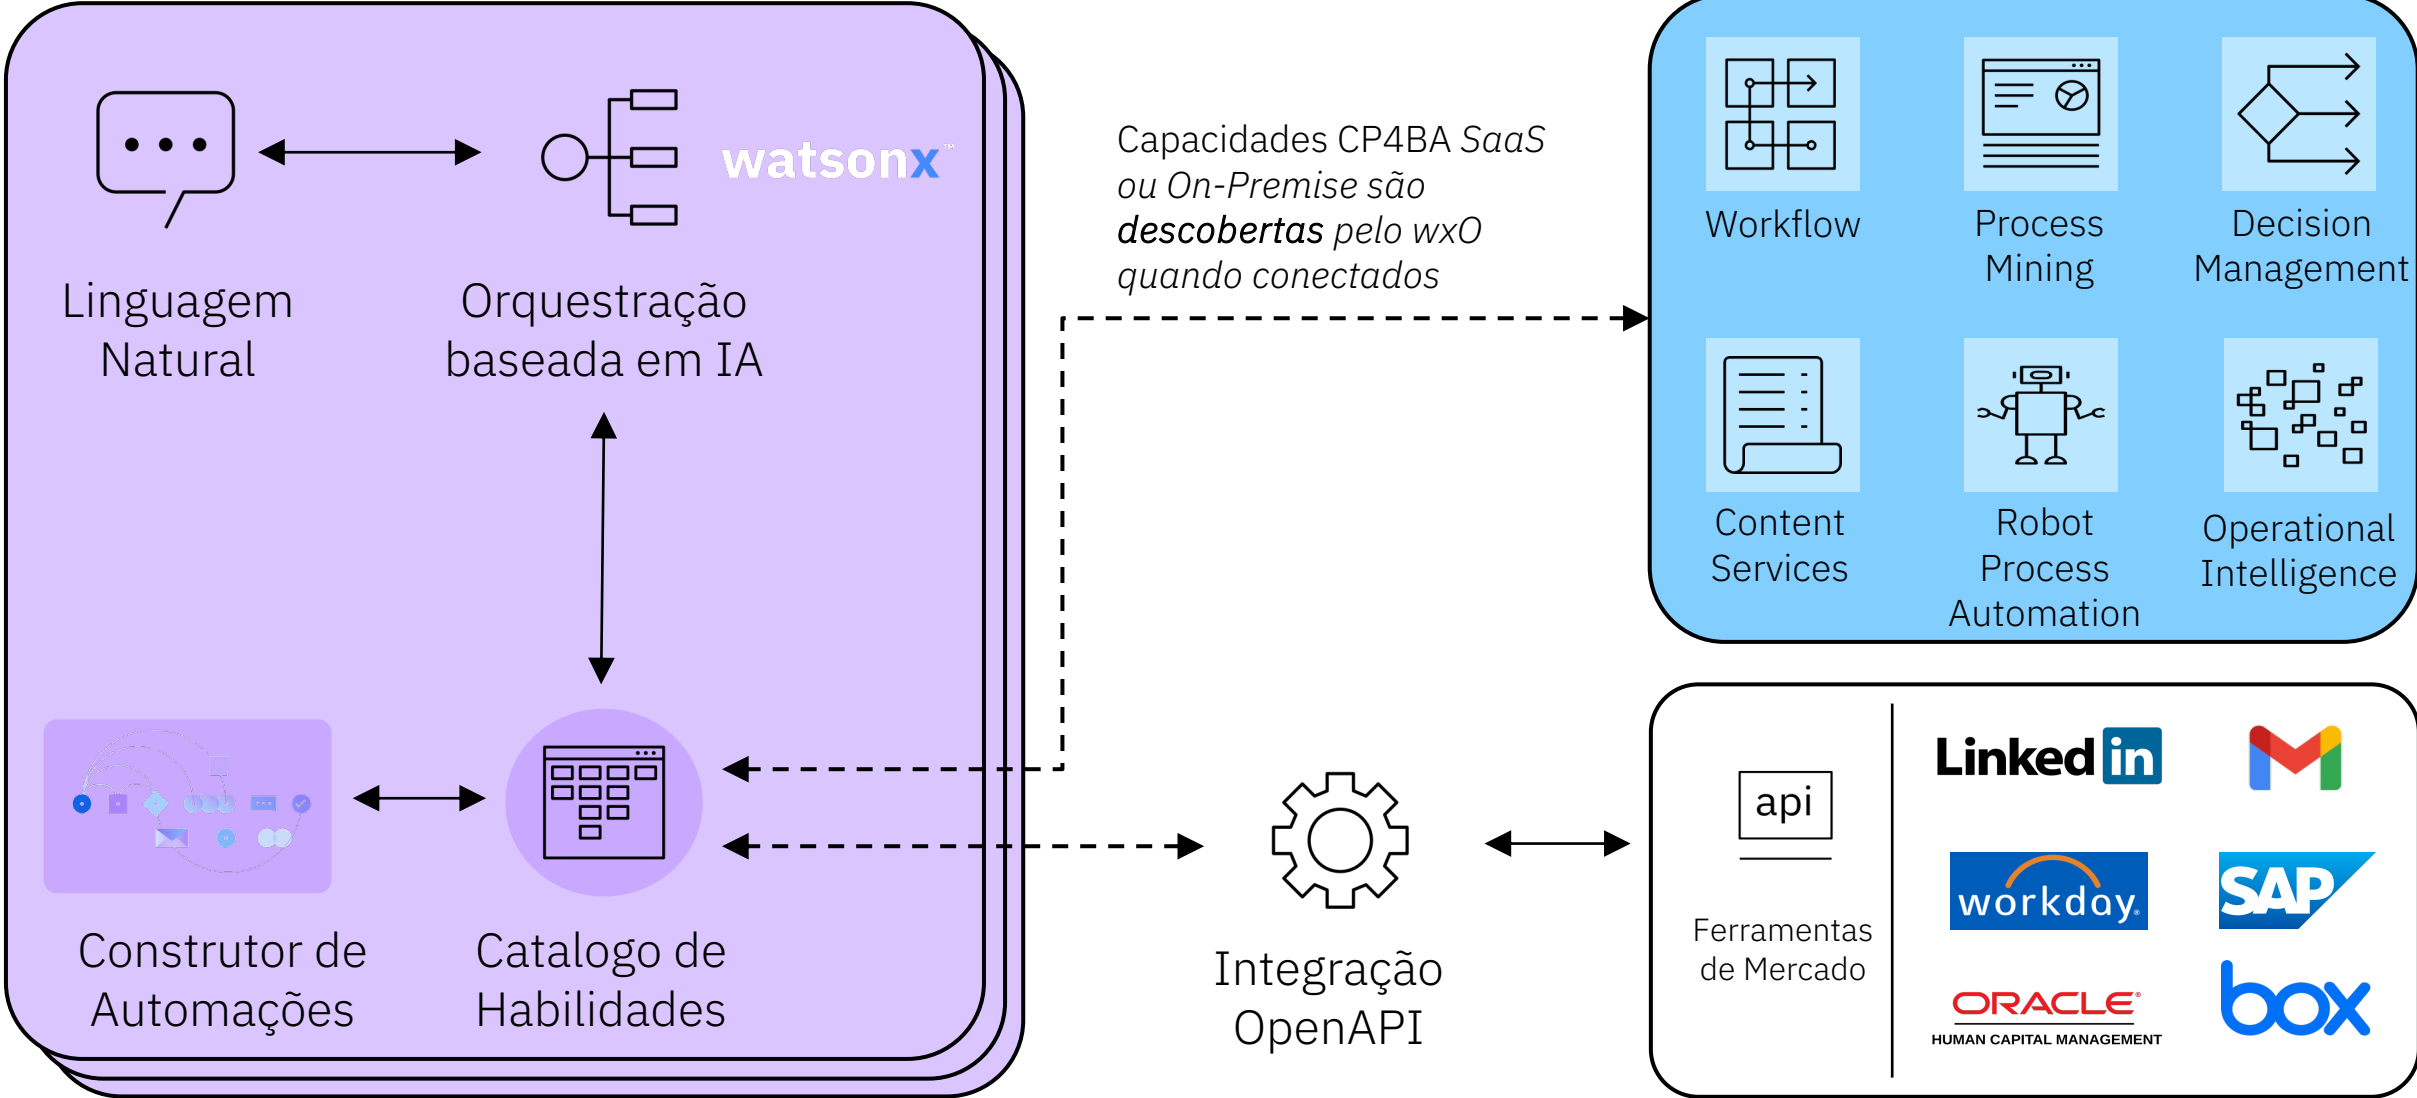 Linguagem
Natural
Orquestração
baseada em IA
watsonx™
Construtor de
Automações
Catalogo de
Habilidades
Capacidades CP4BA SaaS
ou On-Premise são
descobertas pelo wxO
quando conectados
Integração
OpenAPI
Workflow
Process
Mining
Decision
Management
Content
Services
Robot
Process
Automation
Operational
Intelligence
api
Ferramentas
de Mercado
Linkedin
workday®
SAP
ORACLE®
HUMAN CAPITAL MANAGEMENT
box